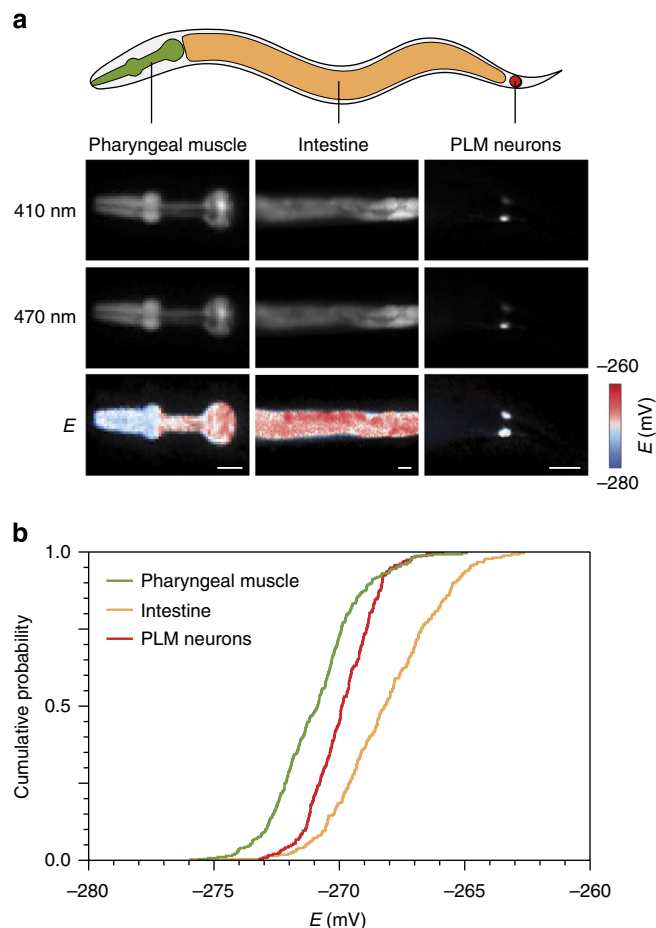 a
Pharyngeal muscle Intestine PLM neurons
410 nm
470 nm
E
–260
E (mV)
–280
b
1.0
0.5
0.0
Cumulative probability
Pharyngeal muscle
Intestine
PLM neurons
–280 –275 –270 –265 –260
E (mV)